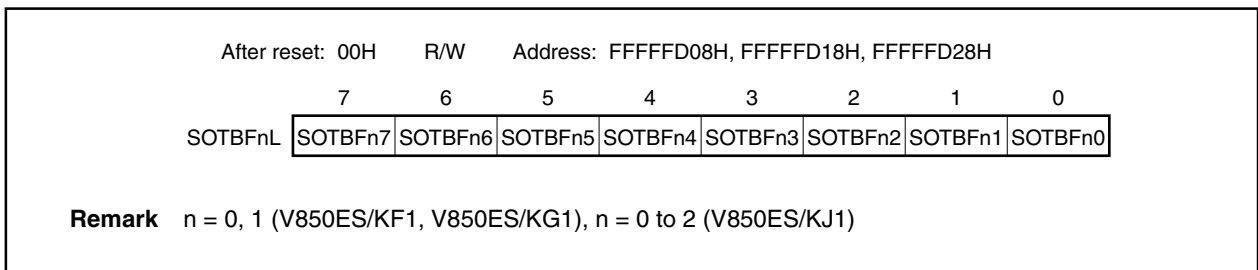 After reset: 00H R/W Address: FFFFFD08H, FFFFFD18H, FFFFFD28H
7 6 5 4 3 2 1 0
SOTBFnL SOTBFn7 SOTBFn6 SOTBFn5 SOTBFn4 SOTBFn3 SOTBFn2 SOTBFn1 SOTBFn0
Remark n = 0, 1 (V850ES/KF1, V850ES/KG1), n = 0 to 2 (V850ES/KJ1)